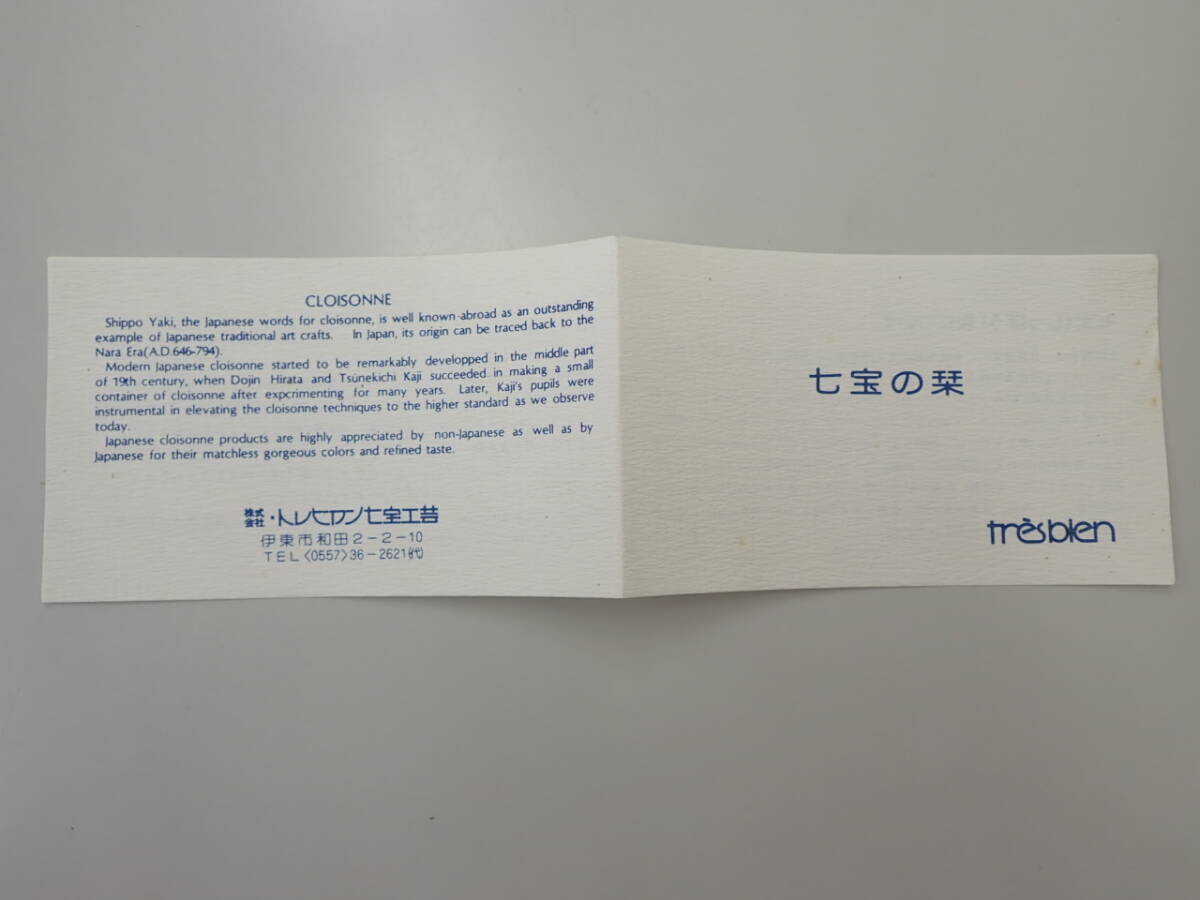 CLOISONNE
Shippo Yaki, the Japanese words for cloisonne, is well known abroad as an outstanding
example of Japanese traditional art crafts. In Japan, its origin can be traced back to the
Nara Era(A.D.646-794).
Modern Japanese cloisonne started to be remarkably developped in the middle part
of 19th century, when Dojin Hirata and Tsunekichi Kaji succeeded in making a small
container of cloisonne after expcrimenting for many years. Later, Kaji's pupils were
instrumental in elevating the cloisonne techniques to the higher standard as we observe
today.
Japanese cloisonne products are highly appreciated by non-Japanese as well as by
Japanese for their matchless gorgeous colors and refined taste.
株式会社・トレビアン七宝工芸
伊東市和田2-2-10
TEL〈0557〉36-2621(代)
七宝の栞
trèsbien